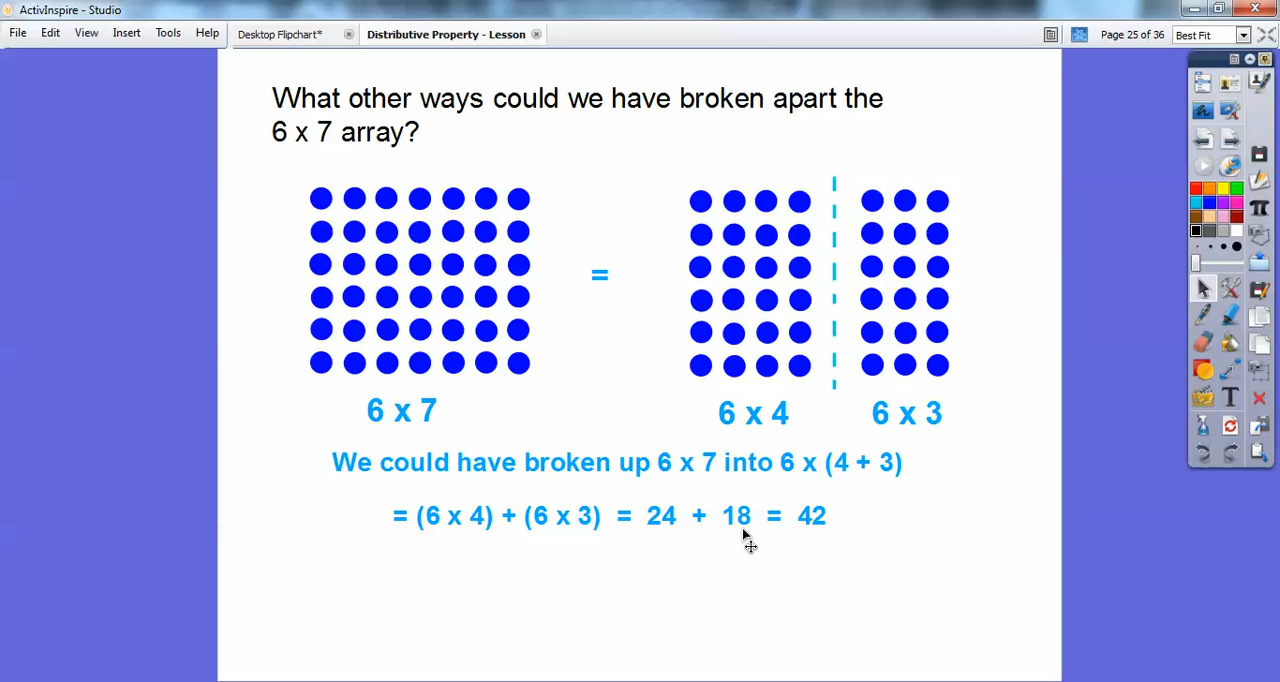 ActivInspire - Studio
File Edit View Insert Tools Help
Desktop Flipchart* Distributive Property - Lesson
Page 25 of 36 Best Fit
What other ways could we have broken apart the
6 x 7 array?
=
6 x 7 6 x 4 6 x 3
We could have broken up 6 x 7 into 6 x (4 + 3)
= (6 x 4) + (6 x 3) = 24 + 18 = 42